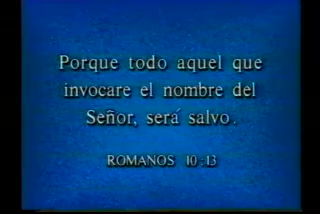 Porque todo aquel que
invocare el nombre del
Señor, será salvo.
ROMANOS 10:13